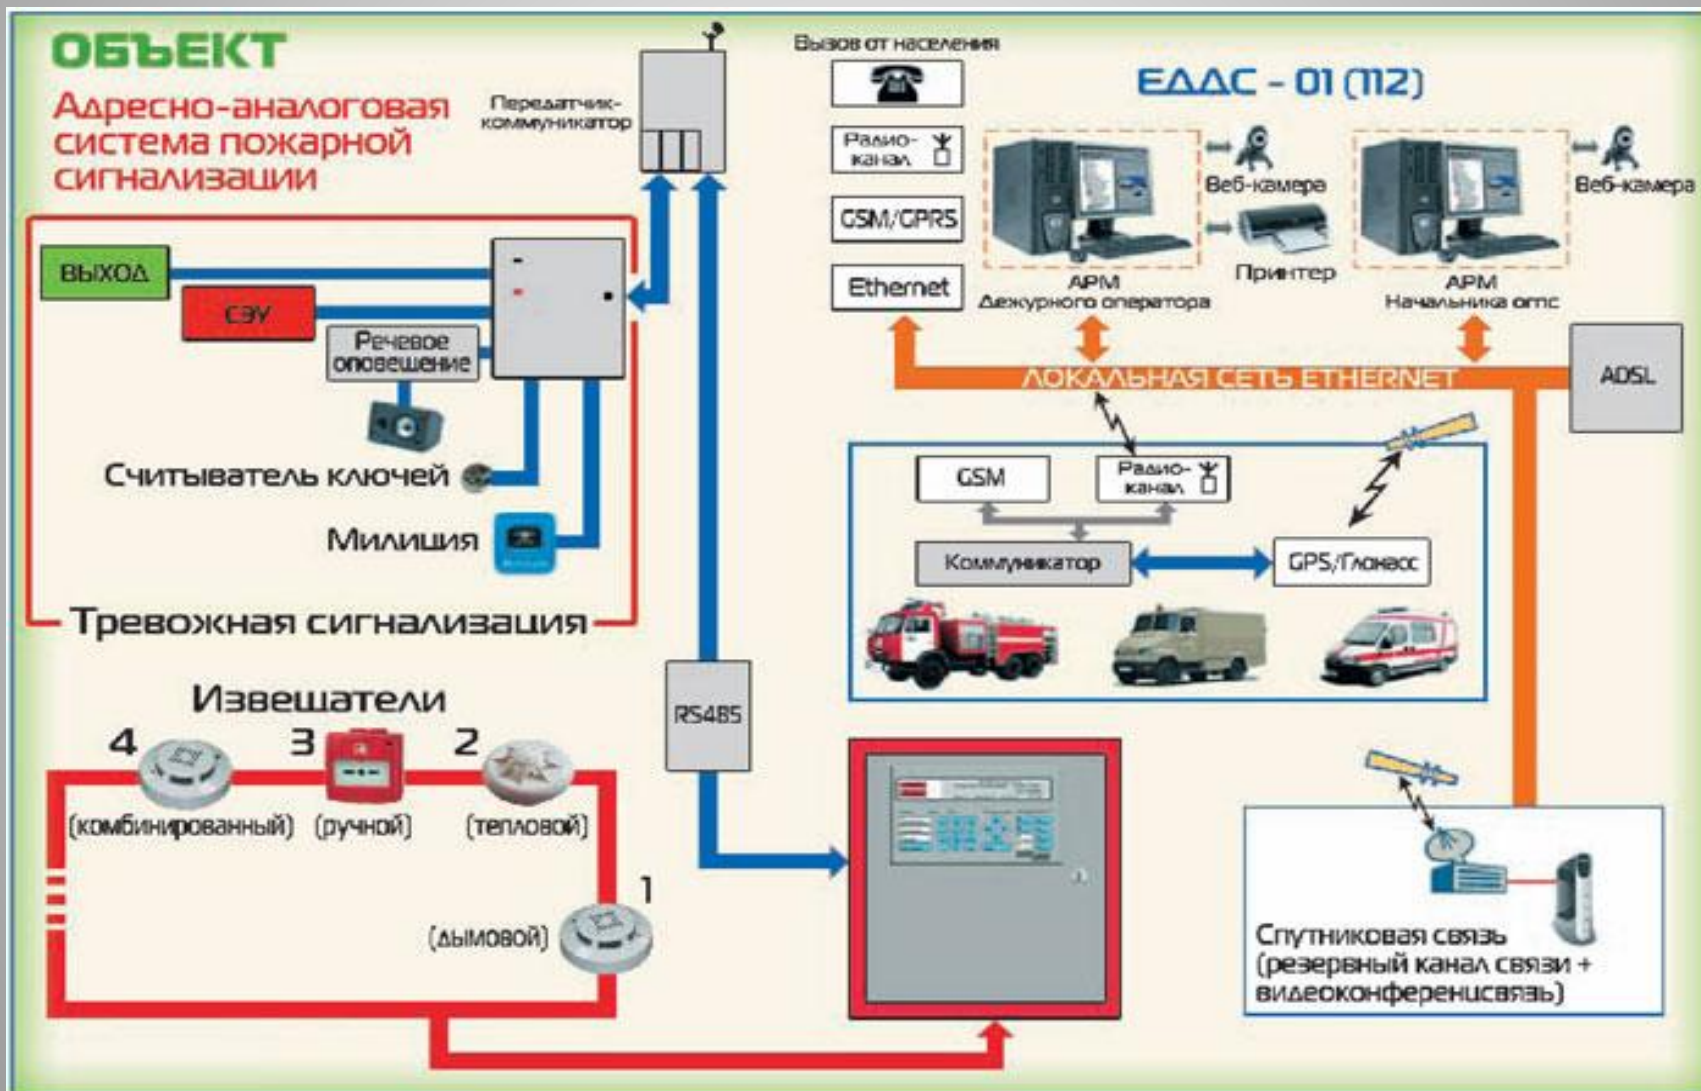 ОБЪЕКТ
Адресно-аналоговая
система пожарной
сигнализации
Передатчик-
коммуникатор
ВЫХОД
СЭУ
Речевое
оповещение
Считыватель ключей
Милиция
Тревожная сигнализация
Извещатели
4
3
2
(комбинированный)
(ручной)
(тепловой)
1
(дымовой)
RS485
Вызов от населения
Радио-
канал
GSM/GPRS
Ethernet
ЕДДС - 01 (112)
Веб-камера
Принтер
АРМ
Дежурного оператора
Веб-камера
АРМ
Начальника огпс
ЛОКАЛЬНАЯ СЕТЬ ETHERNET
ADSL
GSM
Радио-
канал
Коммуникатор
GPS/Глонасс
Спутниковая связь
(резервный канал связи +
видеоконференцсвязь)